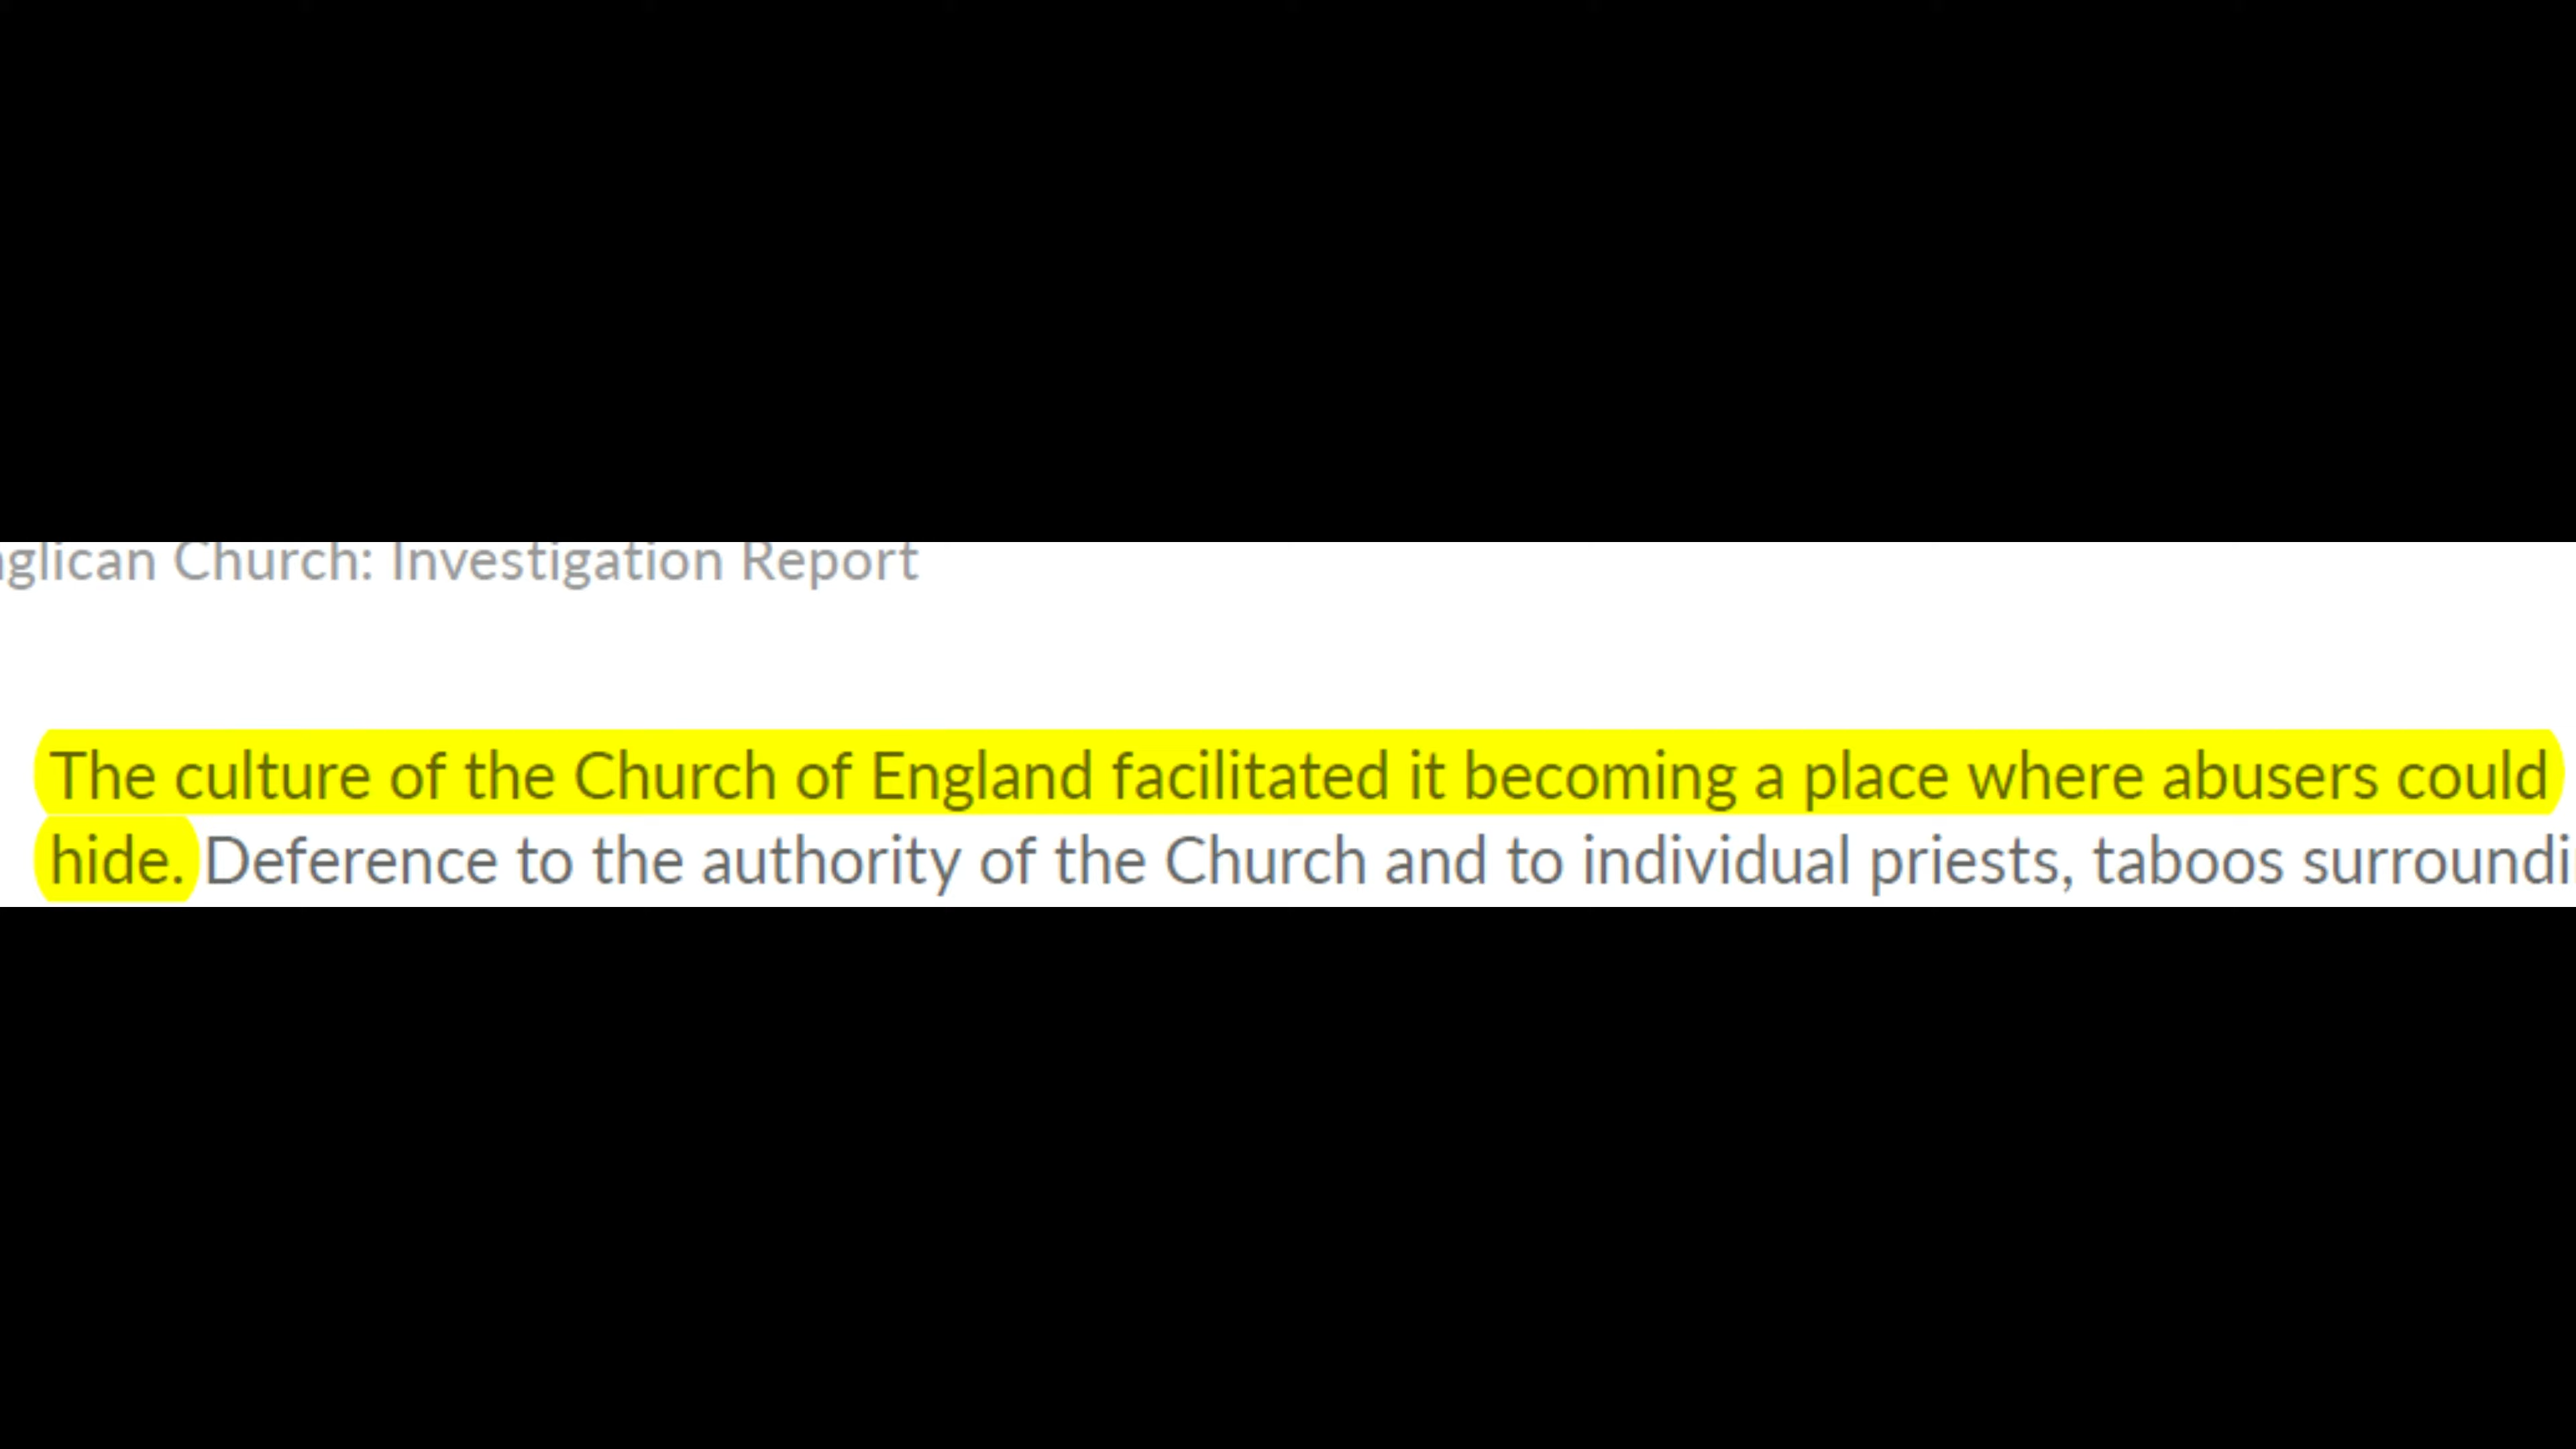 glican Church: Investigation Report
The culture of the Church of England facilitated it becoming a place where abusers could
hide. Deference to the authority of the Church and to individual priests, taboos surroundi